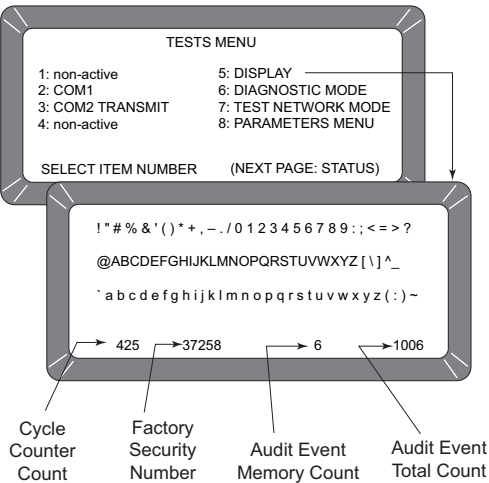 TESTS MENU
1: non-active
2: COM1
3: COM2 TRANSMIT
4: non-active
5: DISPLAY
6: DIAGNOSTIC MODE
7: TEST NETWORK MODE
8: PARAMETERS MENU
SELECT ITEM NUMBER (NEXT PAGE: STATUS)
! " # % & ' ( ) * + , – . / 0 1 2 3 4 5 6 7 8 9 : ; < = > ?
@ABCDEFGHIJKLMNOPQRSTUVWXYZ [ \ ] ^_
` a b c d e f g h i j k l m n o p q r s t u v w x y z ( : ) ~
425 37258 6 1006
Cycle
Counter
Count
Factory
Security
Number
Audit Event
Memory Count
Audit Event
Total Count